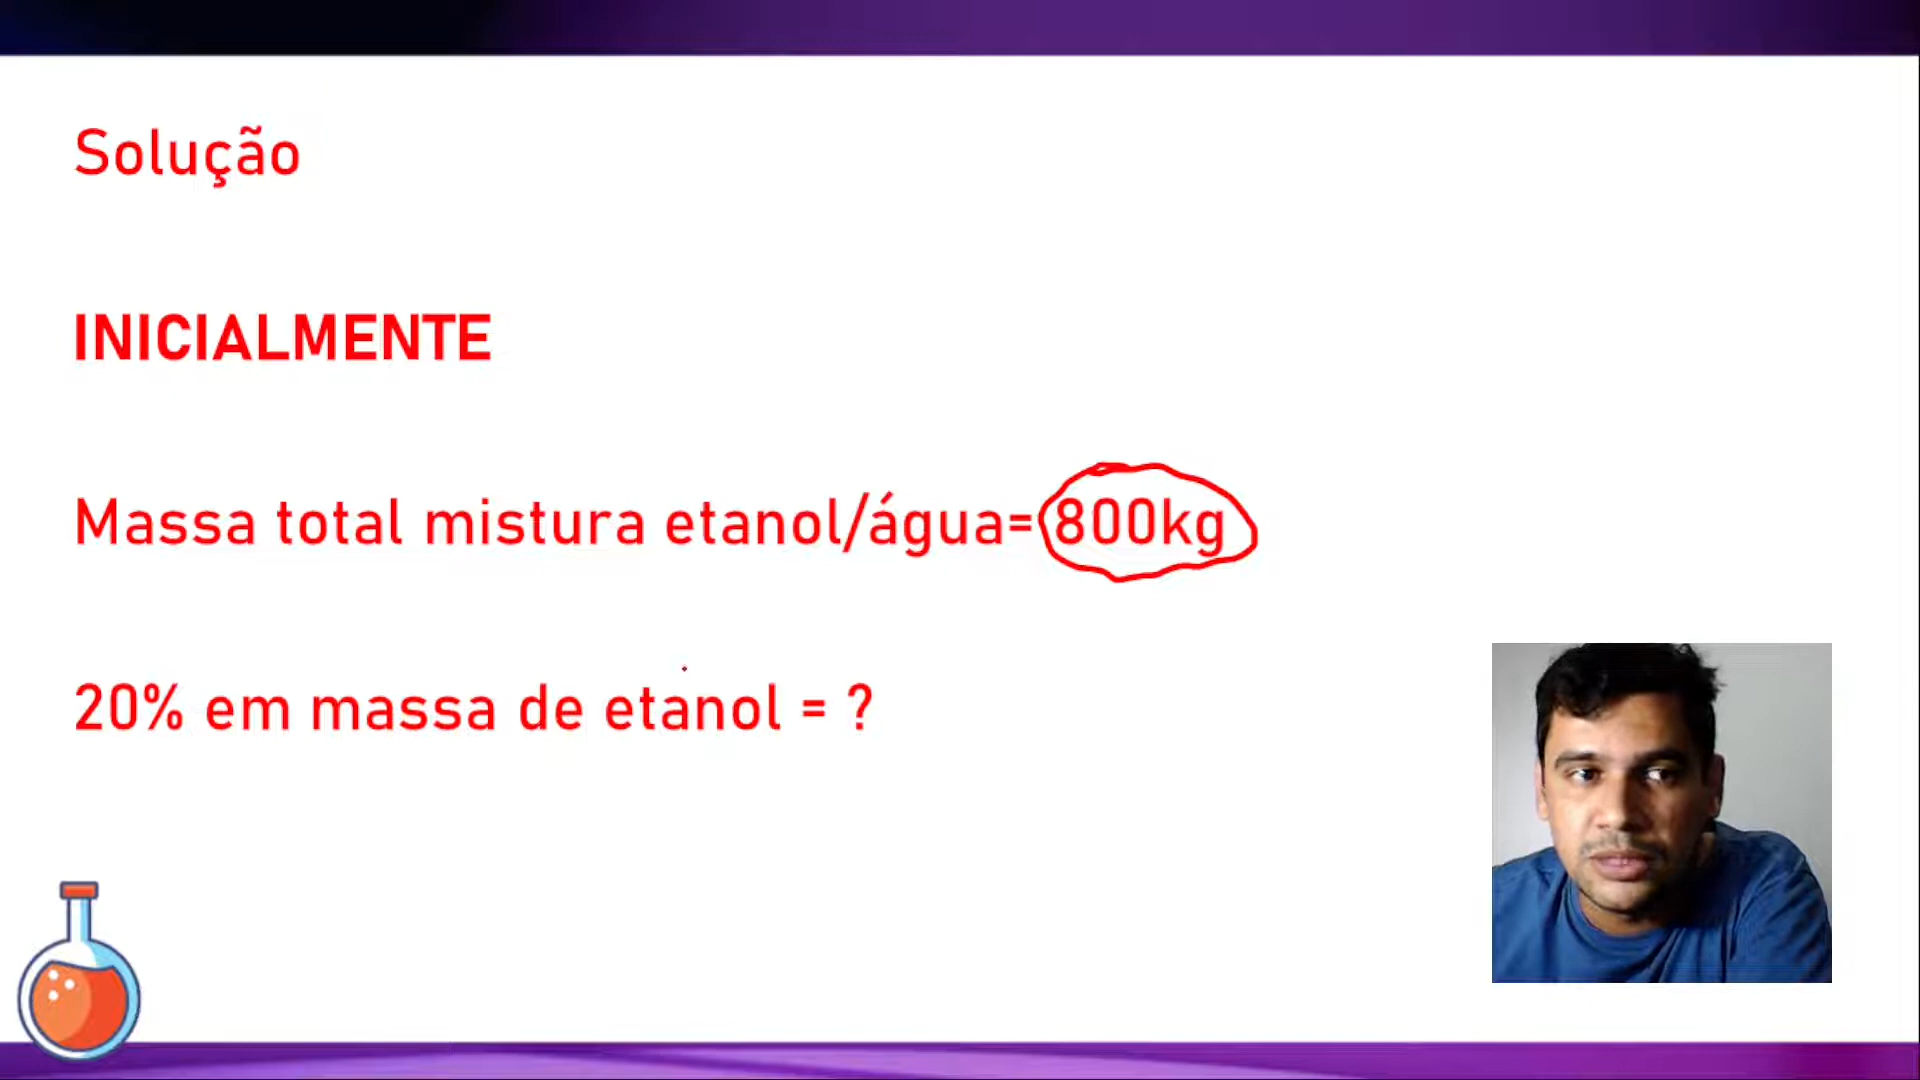 Solução
INICIALMENTE
Massa total mistura etanol/água= 800kg
20% em massa de etanol = ?